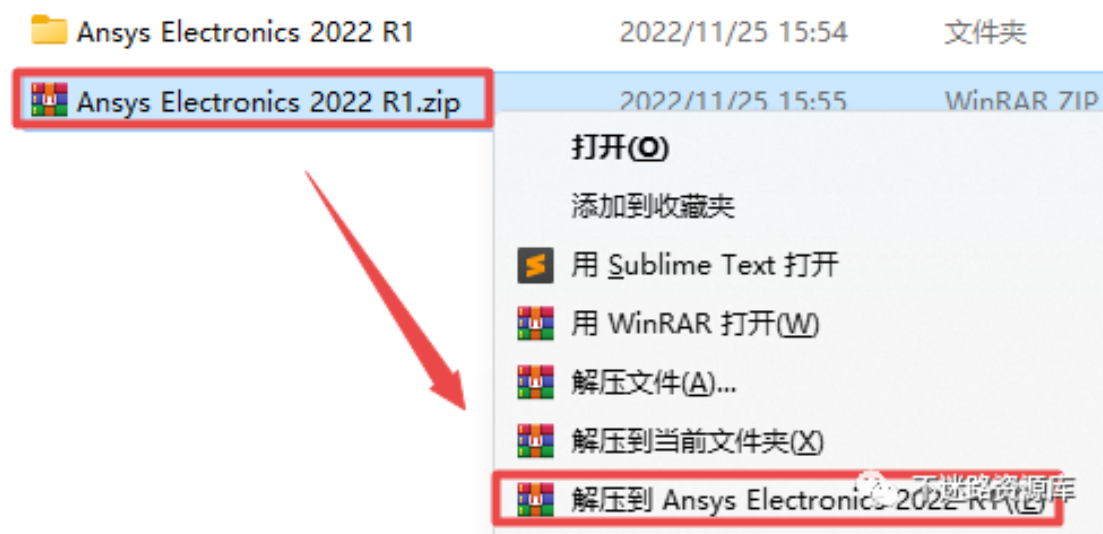 Ansys Electronics 2022 R1 2022/11/25 15:54 文件夹
Ansys Electronics 2022 R1.zip 2022/11/25 15:55 WinRAR ZIP
打开(O)
添加到收藏夹
用 Sublime Text 打开
用 WinRAR 打开(W)
解压文件(A)...
解压到当前文件夹(X)
解压到 Ansys Electronics 2022 R1\(E)
不迷路资源库